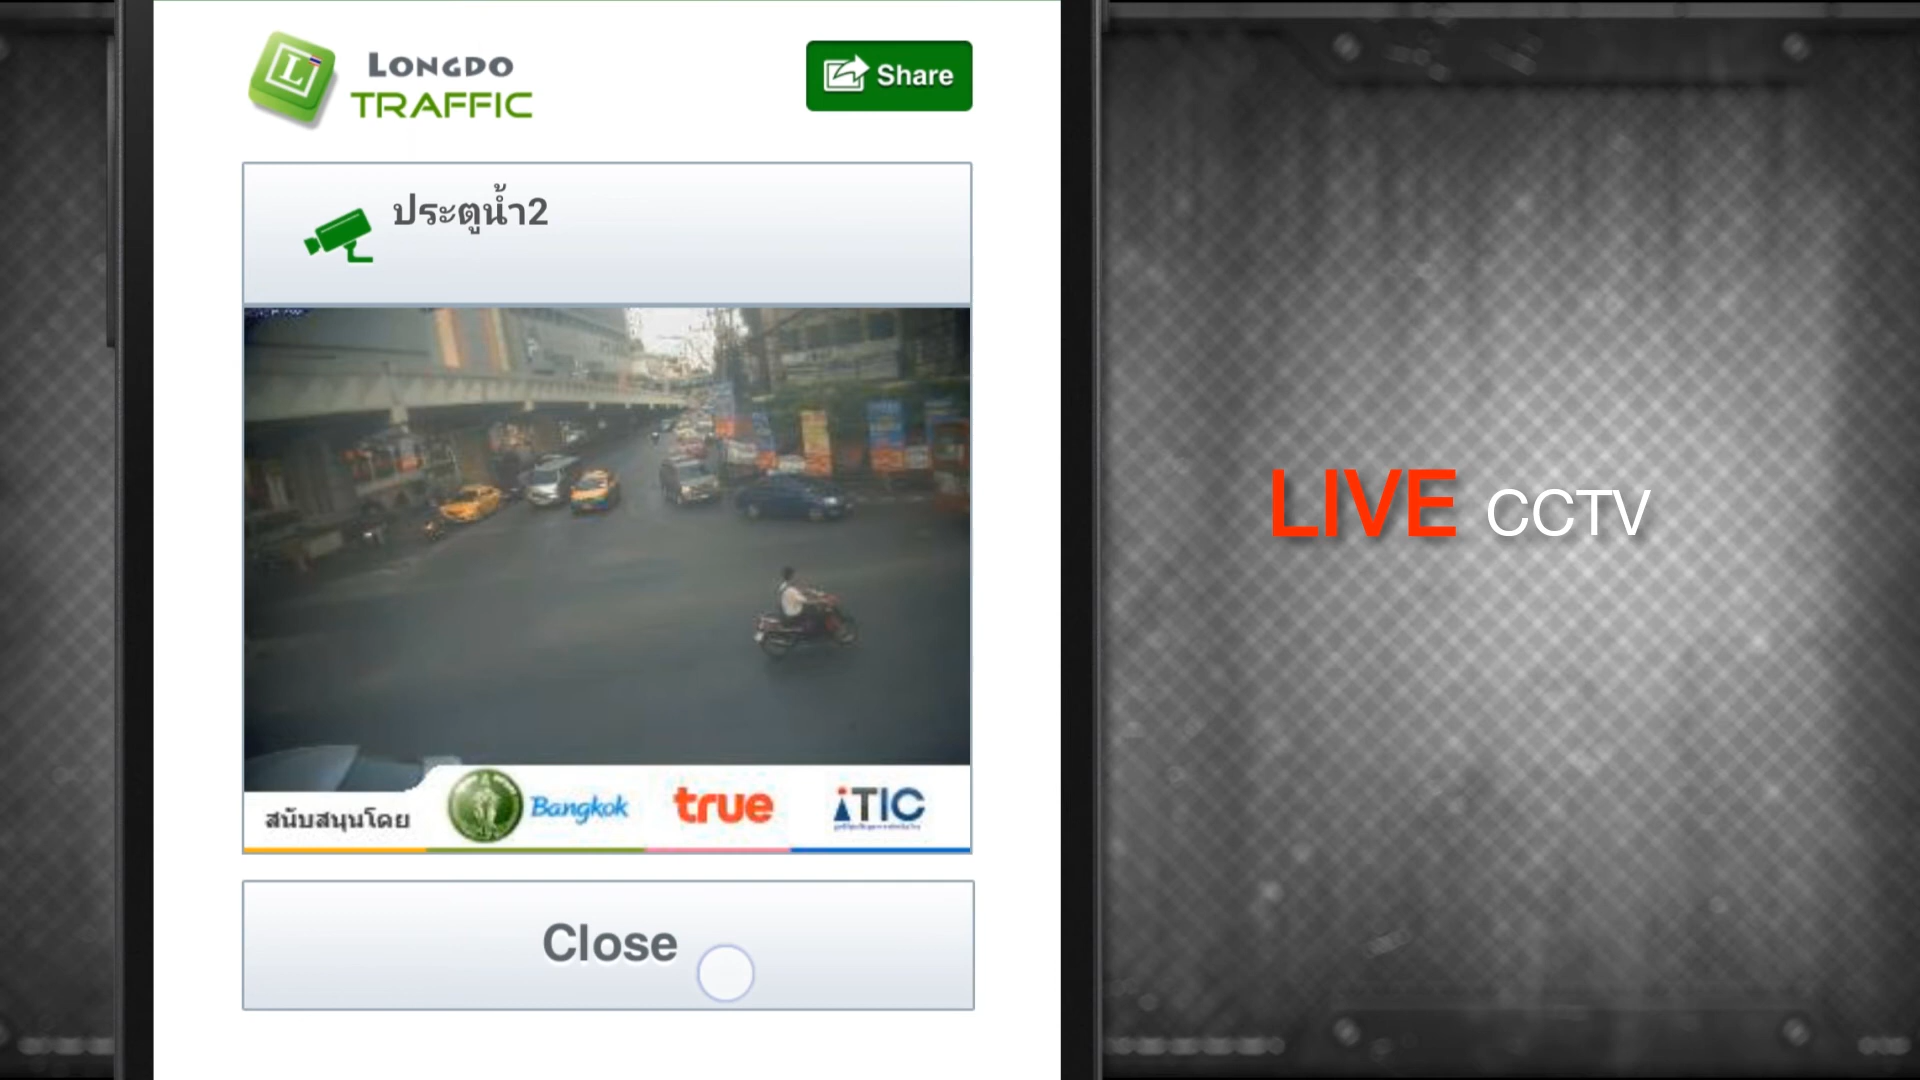 L
LONGDO
TRAFFIC
Share
ประตูน้ำ2
LIVE CCTV
สนับสนุนโดย
Bangkok
true
iTIC
Close